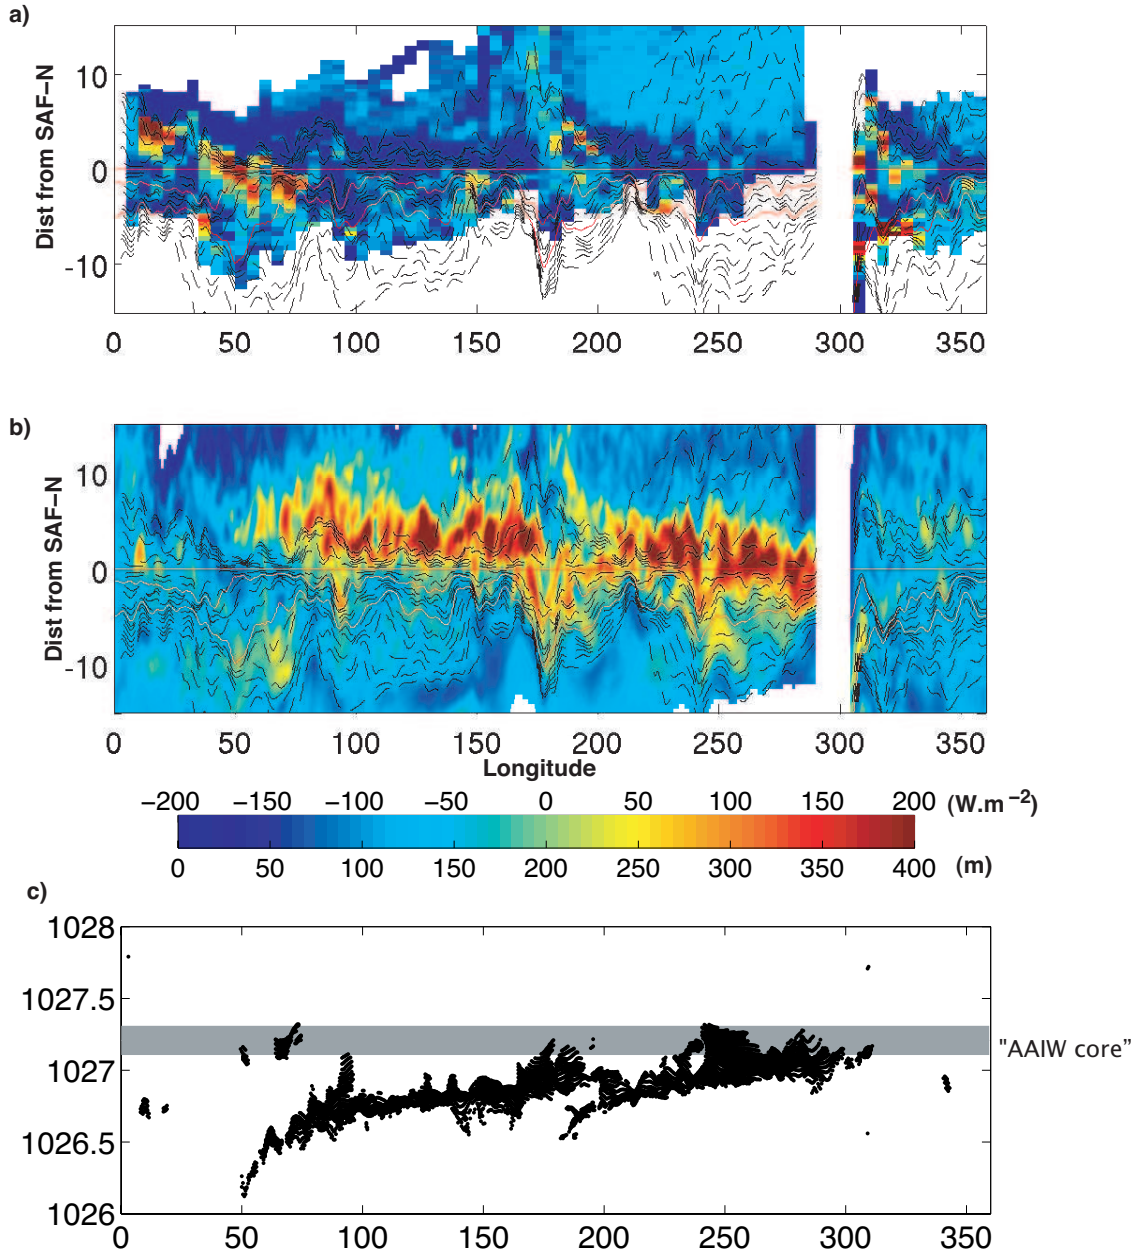 a)
Dist from SAF-N
10
0
-10
0 50 100 150 200 250 300 350
b)
Dist from SAF-N
10
0
-10
0 50 100 150 200 250 300 350
Longitude
−200 −150 −100 −50 0 50 100 150 200 (W.m⁻²)
0 50 100 150 200 250 300 350 400 (m)
c)
1028
1027.5
1027
1026.5
1026
"AAIW core”
0 50 100 150 200 250 300 350